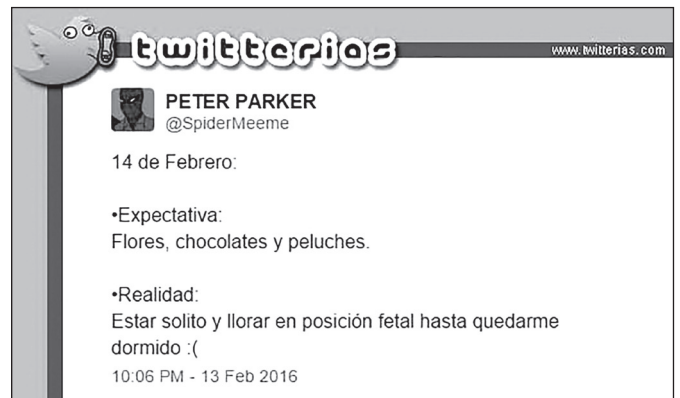 twitterias
www.twitterias.com
PETER PARKER
@SpiderMeeme
14 de Febrero:
•Expectativa:
Flores, chocolates y peluches.
•Realidad:
Estar solito y llorar en posición fetal hasta quedarme
dormido :(
10:06 PM - 13 Feb 2016